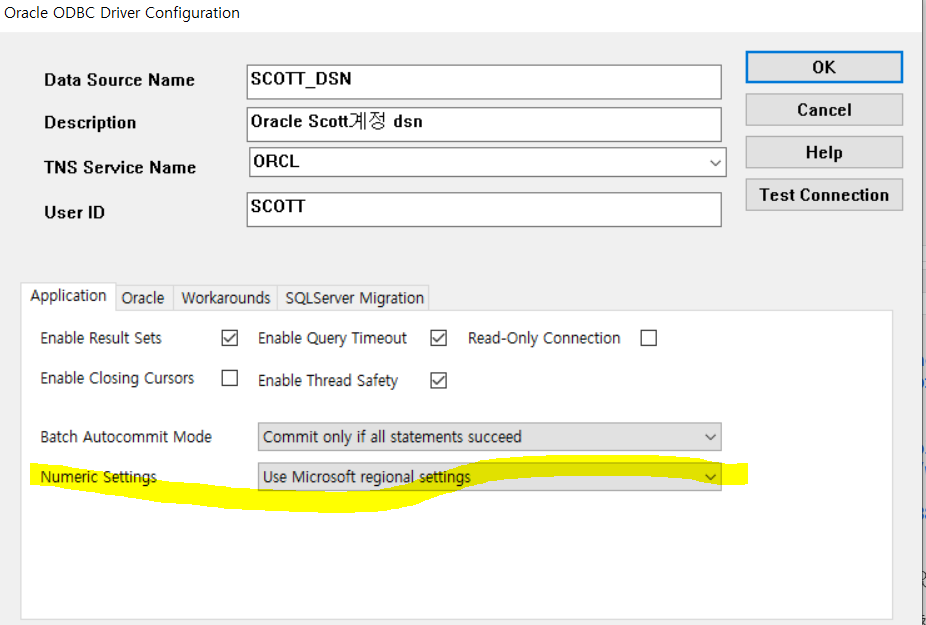 Oracle ODBC Driver Configuration
Data Source Name SCOTT_DSN OK
Description Oracle Scott계정 dsn Cancel
TNS Service Name ORCL Help
User ID SCOTT Test Connection
Application Oracle Workarounds SQLServer Migration
Enable Result Sets Enable Query Timeout Read-Only Connection
Enable Closing Cursors Enable Thread Safety
Batch Autocommit Mode Commit only if all statements succeed
Numeric Settings Use Microsoft regional settings